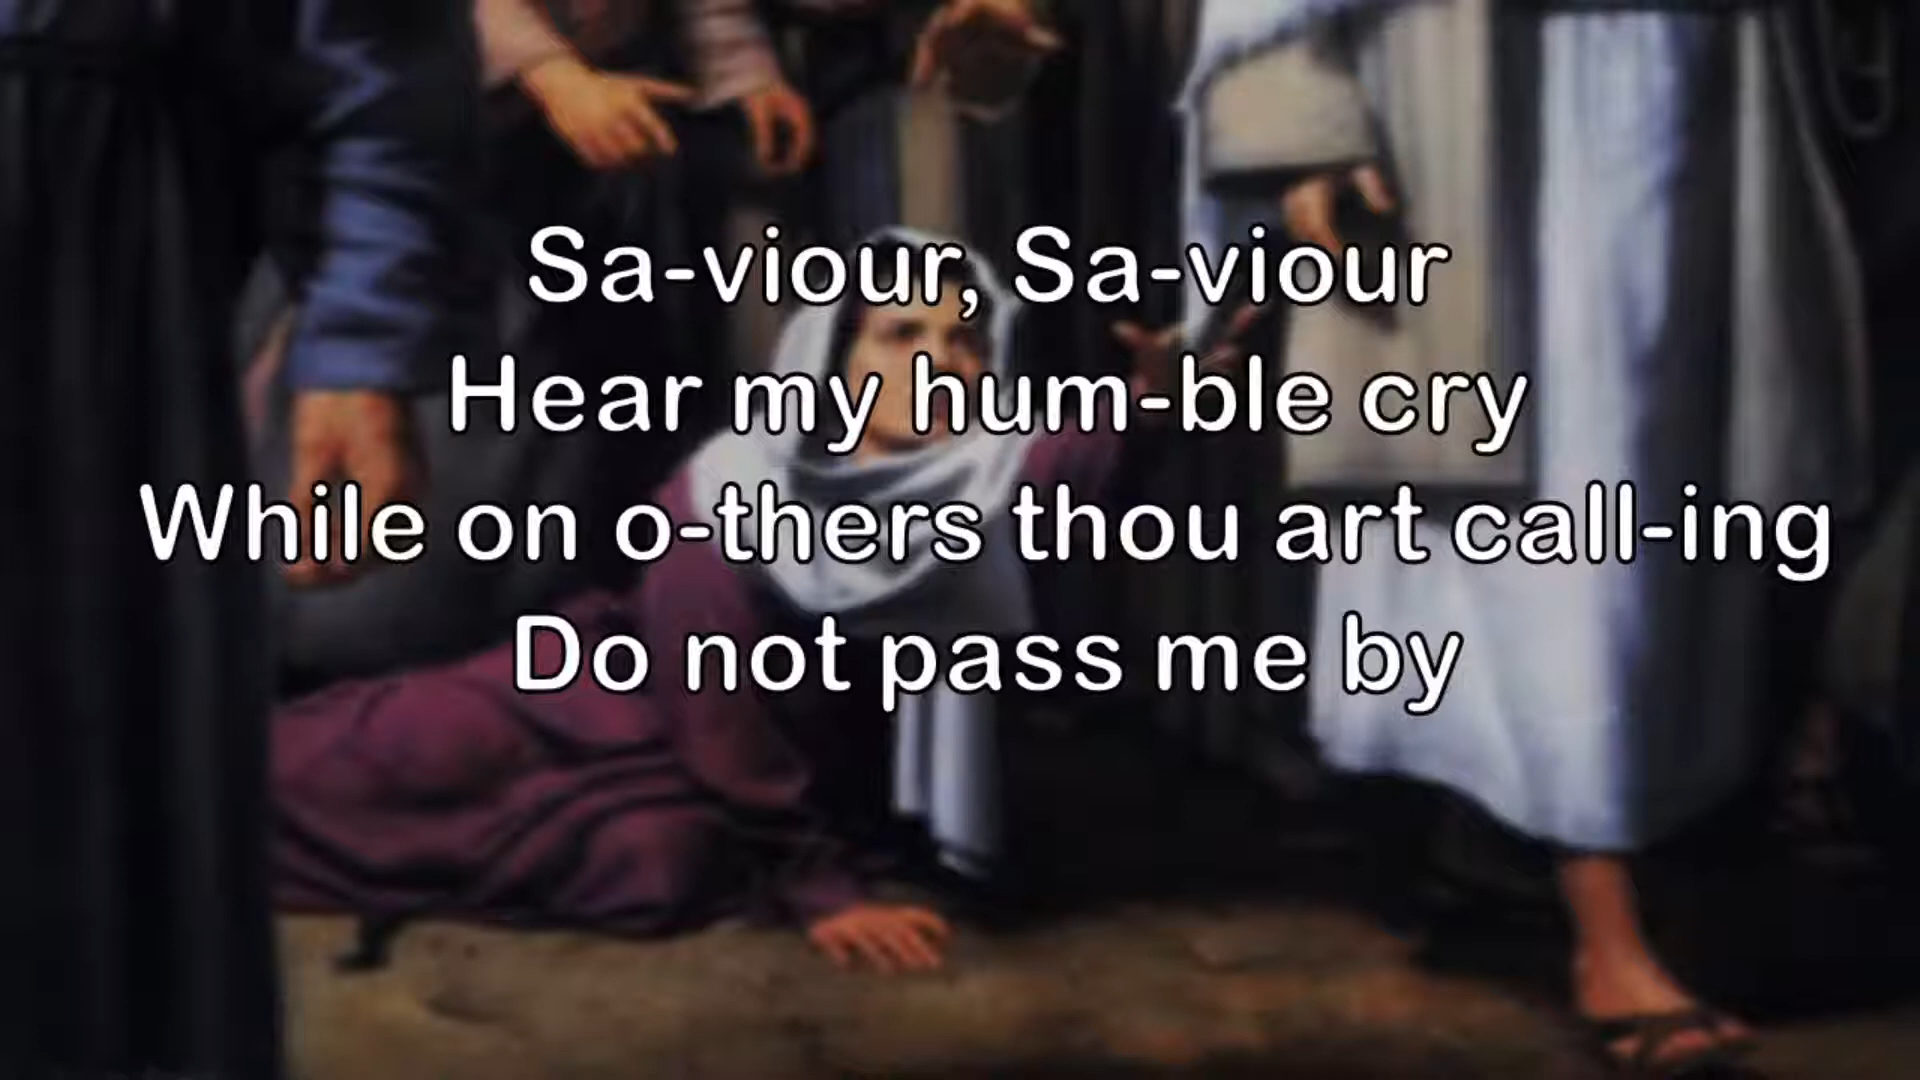 Sa-viour, Sa-viour
Hear my hum-ble cry
While on o-thers thou art call-ing
Do not pass me by